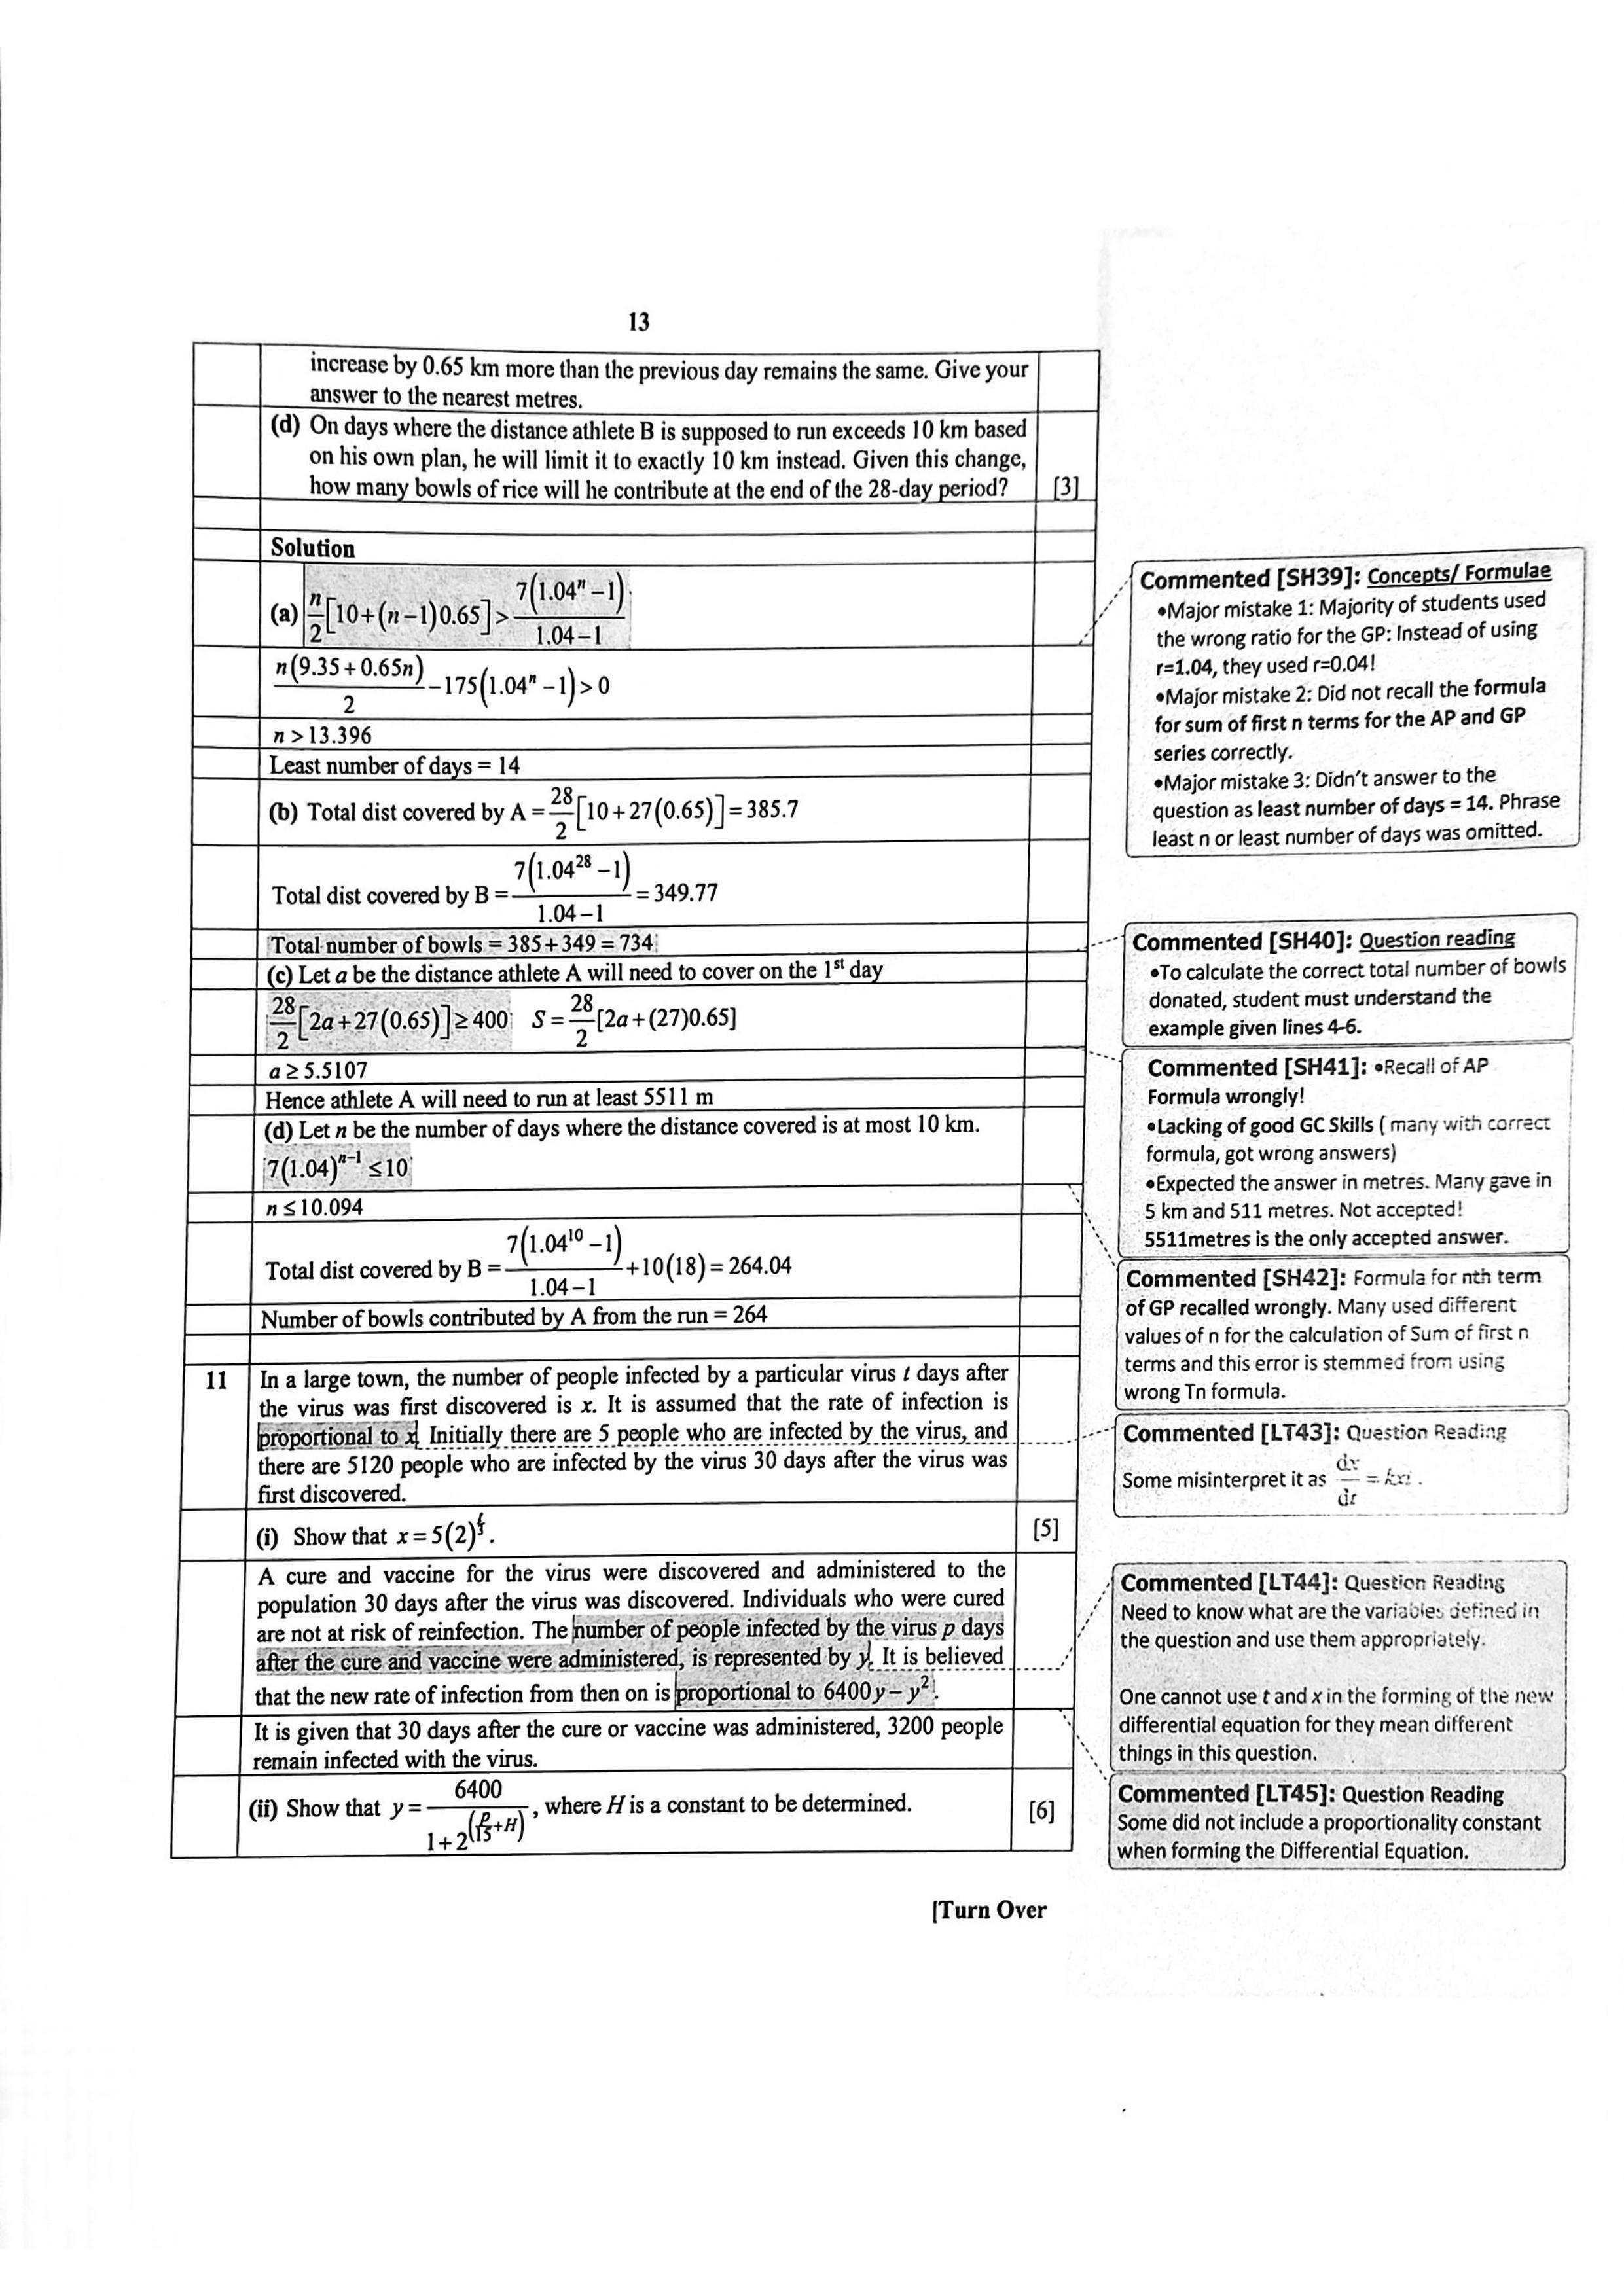 13
increase by 0.65 km more than the previous day remains the same. Give your
answer to the nearest metres.
(d) On days where the distance athlete B is supposed to run exceeds 10 km based
on his own plan, he will limit it to exactly 10 km instead. Given this change,
how many bowls of rice will he contribute at the end of the 28-day period? [3]
Solution
(a) n/2[10+(n−1)0.65] > 7(1.04ⁿ −1)/(1.04−1)
n(9.35+0.65n)/2 −175(1.04ⁿ −1) > 0
n > 13.396
Least number of days = 14
(b) Total dist covered by A = 28/2[10+27(0.65)] = 385.7
Total dist covered by B = 7(1.04²⁸ −1)/(1.04−1) = 349.77
Total number of bowls = 385+349 = 734
(c) Let a be the distance athlete A will need to cover on the 1st day
28/2[2a+27(0.65)] ≥ 400 S = 28/2[2a+(27)0.65]
a ≥ 5.5107
Hence athlete A will need to run at least 5511 m
(d) Let n be the number of days where the distance covered is at most 10 km.
7(1.04)ⁿ⁻¹ ≤ 10
n ≤ 10.094
Total dist covered by B = 7(1.04¹⁰ −1)/(1.04−1) +10(18) = 264.04
Number of bowls contributed by A from the run = 264
11 In a large town, the number of people infected by a particular virus t days after
the virus was first discovered is x. It is assumed that the rate of infection is
proportional to x. Initially there are 5 people who are infected by the virus, and
there are 5120 people who are infected by the virus 30 days after the virus was
first discovered.
(i) Show that x = 5(2)^(t/3). [5]
A cure and vaccine for the virus were discovered and administered to the
population 30 days after the virus was discovered. Individuals who were cured
are not at risk of reinfection. The number of people infected by the virus p days
after the cure and vaccine were administered, is represented by y. It is believed
that the new rate of infection from then on is proportional to 6400y − y².
It is given that 30 days after the cure or vaccine was administered, 3200 people
remain infected with the virus.
(ii) Show that y = 6400/(1+2^(p/15+H)), where H is a constant to be determined. [6]
[Turn Over
Commented [SH39]: Concepts/ Formulae
•Major mistake 1: Majority of students used
the wrong ratio for the GP: Instead of using
r=1.04, they used r=0.04!
•Major mistake 2: Did not recall the formula
for sum of first n terms for the AP and GP
series correctly.
•Major mistake 3: Didn't answer to the
question as least number of days = 14. Phrase
least n or least number of days was omitted.
Commented [SH40]: Question reading
•To calculate the correct total number of bowls
donated, student must understand the
example given lines 4-6.
Commented [SH41]: •Recall of AP
Formula wrongly!
•Lacking of good GC Skills ( many with correct
formula, got wrong answers)
•Expected the answer in metres. Many gave in
5 km and 511 metres. Not accepted!
5511metres is the only accepted answer.
Commented [SH42]: Formula for nth term
of GP recalled wrongly. Many used different
values of n for the calculation of Sum of first n
terms and this error is stemmed from using
wrong Tn formula.
Commented [LT43]: Question Reading
Some misinterpret it as dx/dt = kxt .
Commented [LT44]: Question Reading
Need to know what are the variables defined in
the question and use them appropriately.
One cannot use t and x in the forming of the new
differential equation for they mean different
things in this question.
Commented [LT45]: Question Reading
Some did not include a proportionality constant
when forming the Differential Equation.